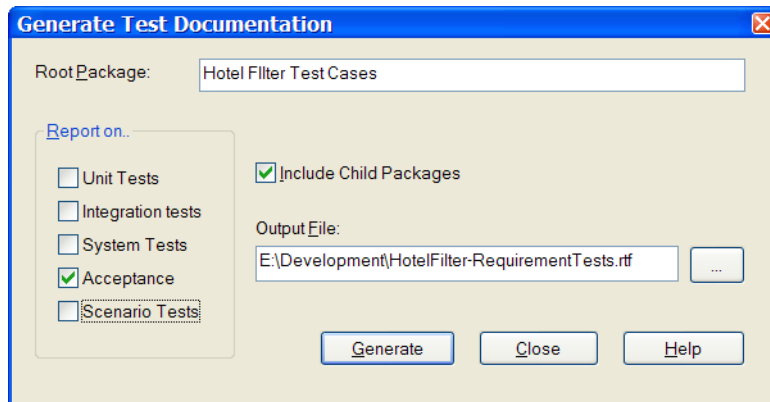 Generate Test Documentation
Root Package:
Hotel FIlter Test Cases
Report on..
Unit Tests
Integration tests
System Tests
Acceptance
Scenario Tests
Include Child Packages
Output File:
E:\Development\HotelFilter-RequirementTests.rtf
...
Generate
Close
Help